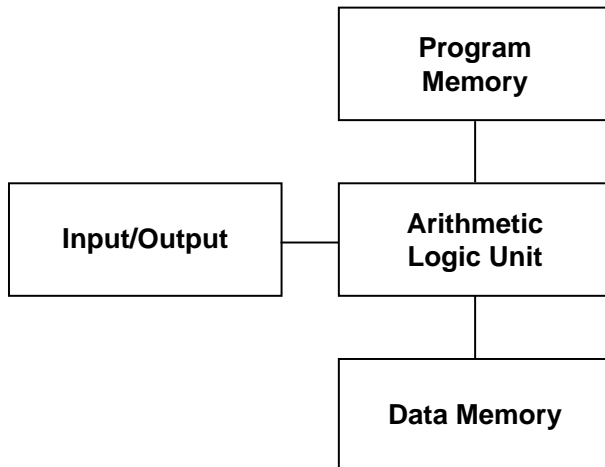 Program
Memory
Input/Output
Arithmetic
Logic Unit
Data Memory